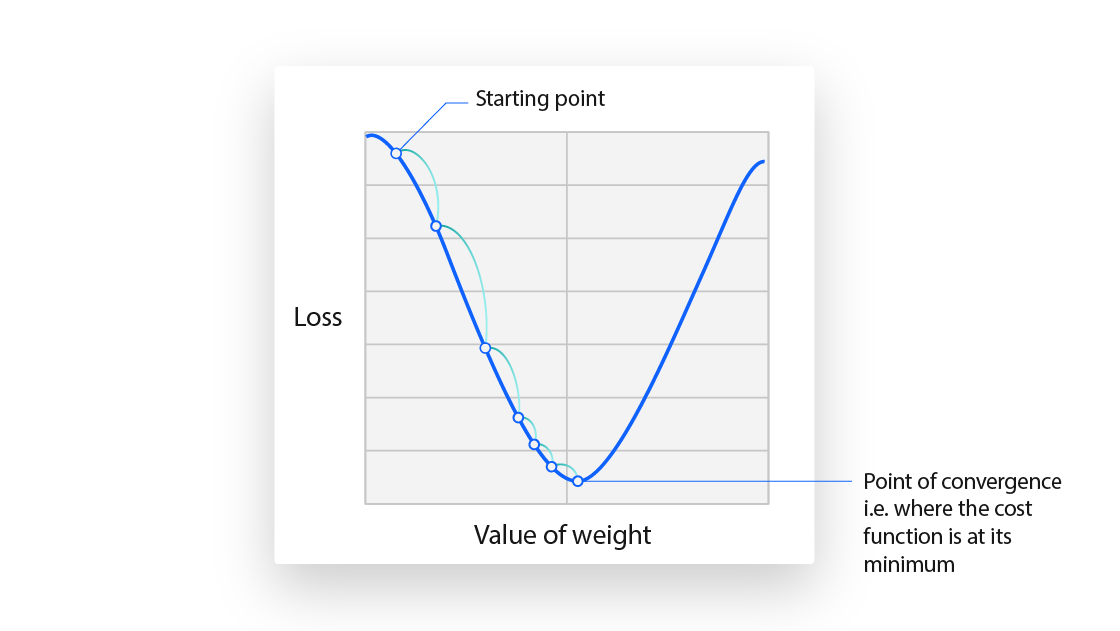 Starting point
Loss
Value of weight
Point of convergence
i.e. where the cost
function is at its
minimum